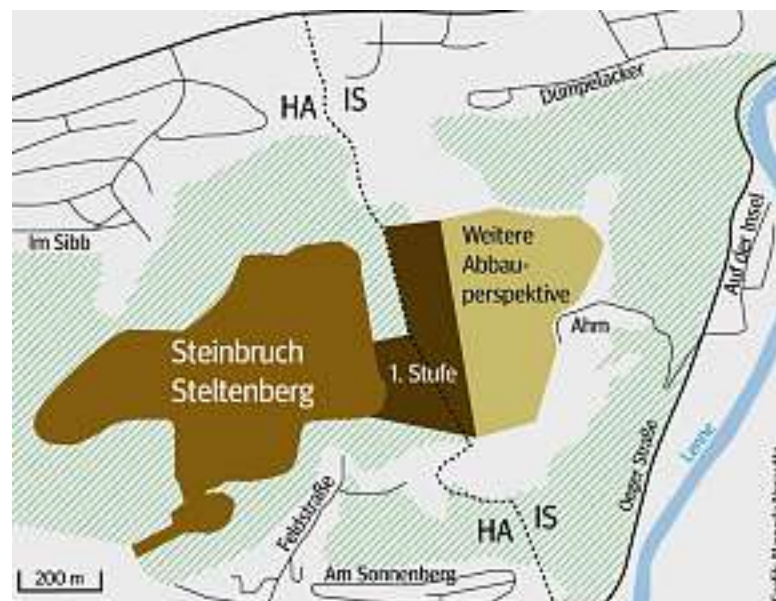 HA IS
Dümpelacker
Im Sibb
Auf der Insel
Weitere
Abbau-
perspektive
Ahm
Steinbruch
Steltenberg
1. Stufe
Lenne
Oeger Straße
Feldstraße
HA IS
200 m
Am Sonnenberg